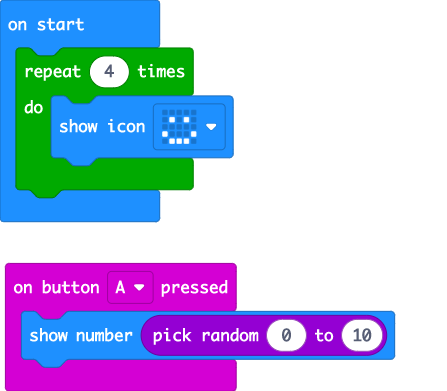 on start
repeat 4 times
do
show icon
on button A pressed
show number pick random 0 to 10